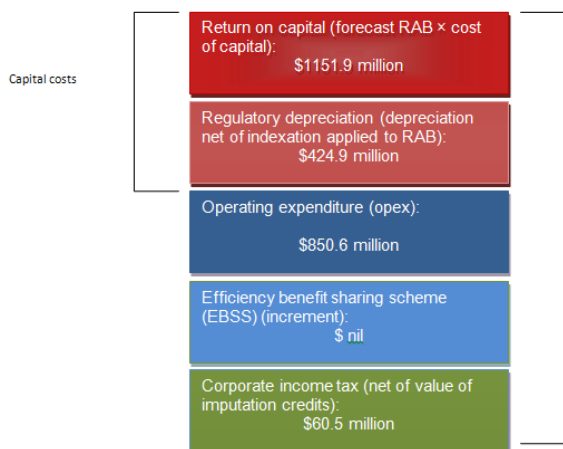 Return on capital (forecast RAB × cost
of capital):
$1151.9 million
Capital costs
Regulatory depreciation (depreciation
net of indexation applied to RAB):
$424.9 million
Operating expenditure (opex):
$850.6 million
Efficiency benefit sharing scheme
(EBSS) (increment):
$ nil
Corporate income tax (net of value of
imputation credits):
$60.5 million